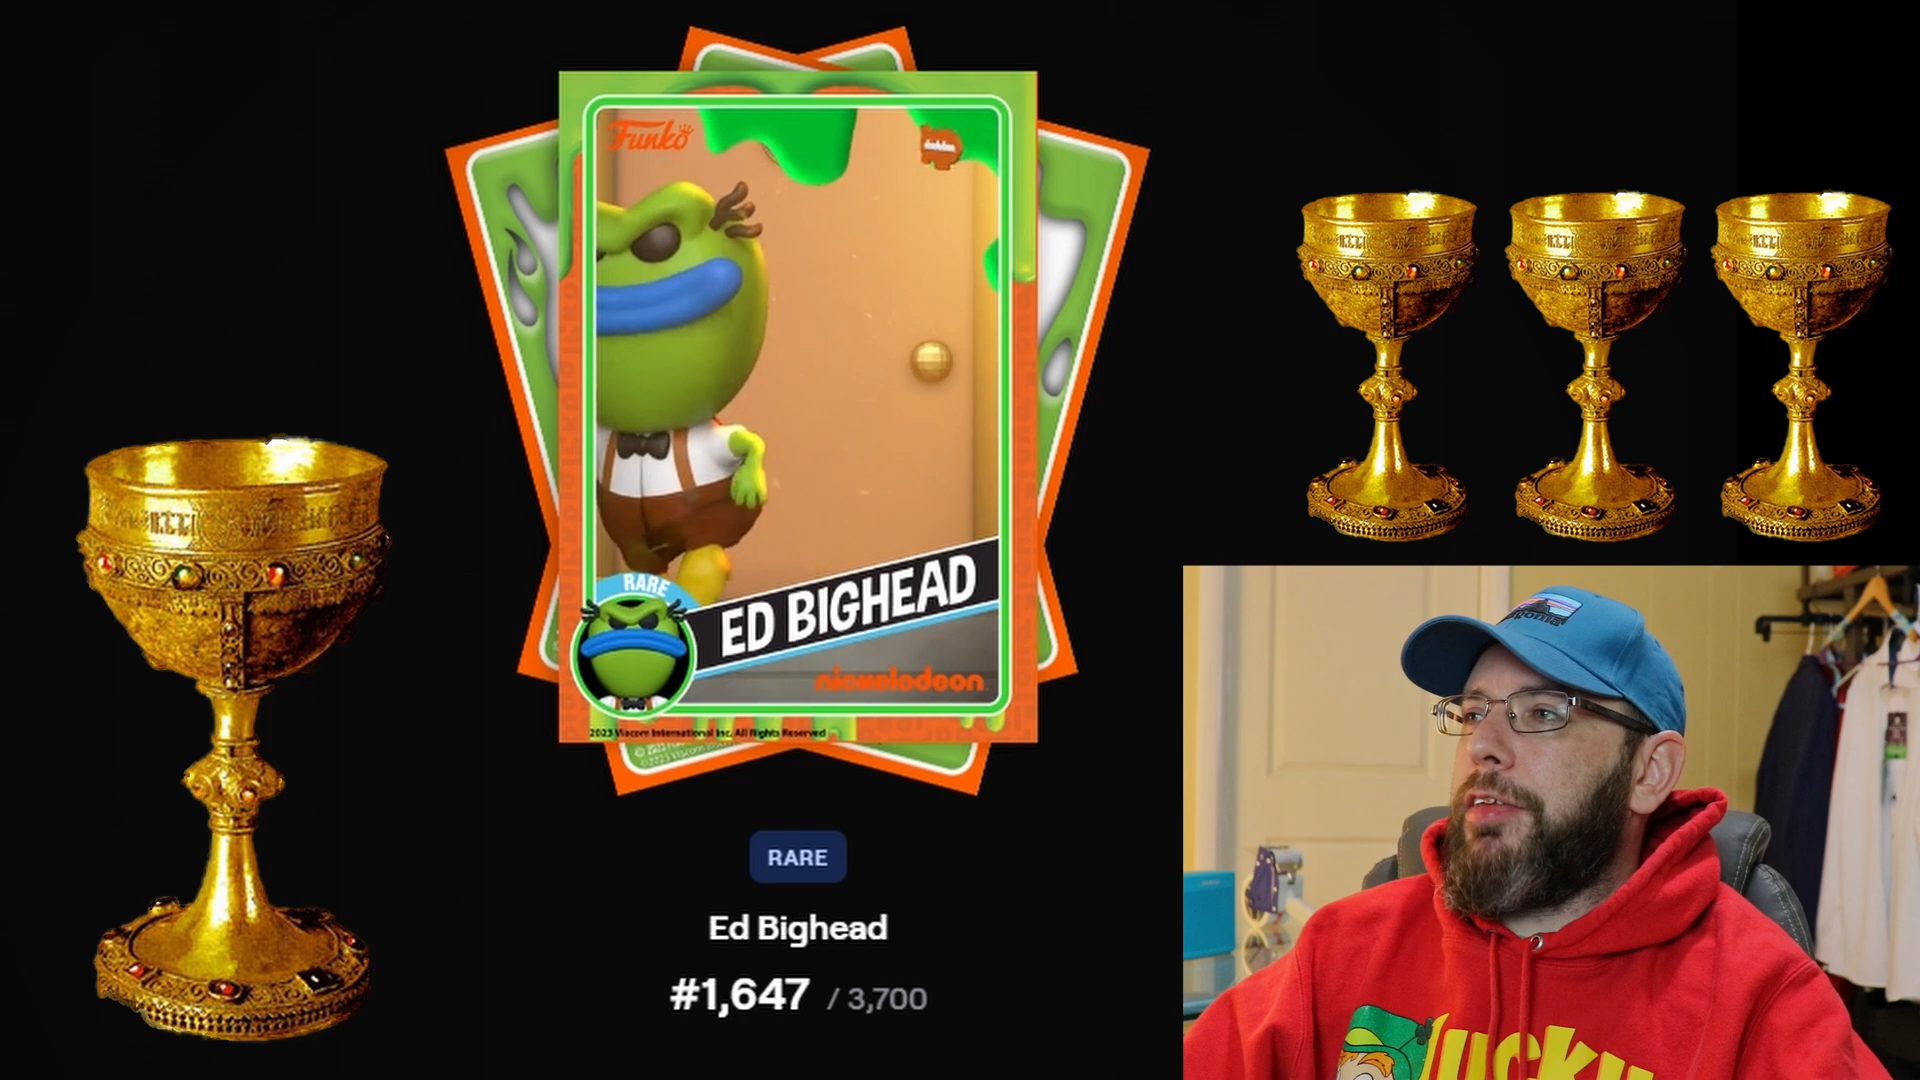 Funko
RARE
ED BIGHEAD
nickelodeon
2023 Viacom International Inc. All Rights Reserved
RARE
Ed Bighead
#1,647 / 3,700
LUCKY